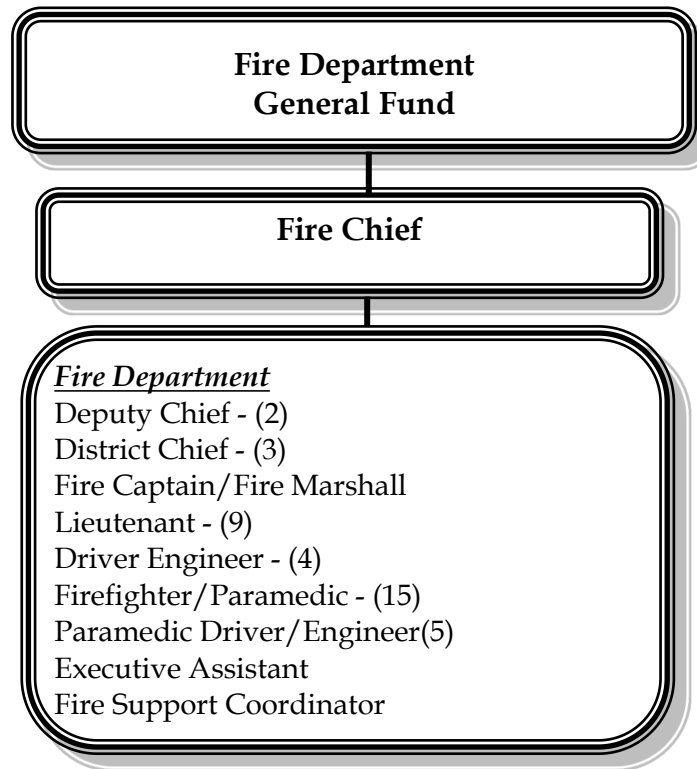 Fire Department
General Fund
Fire Chief
Fire Department
Deputy Chief - (2)
District Chief - (3)
Fire Captain/Fire Marshall
Lieutenant - (9)
Driver Engineer - (4)
Firefighter/Paramedic - (15)
Paramedic Driver/Engineer(5)
Executive Assistant
Fire Support Coordinator